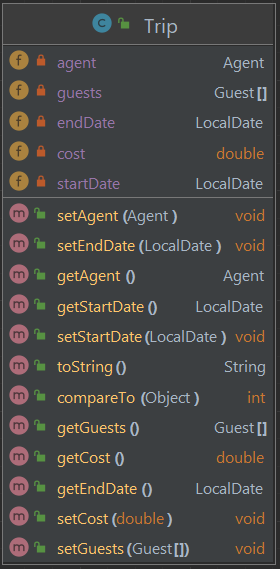 Trip
agent Agent
guests Guest[]
endDate LocalDate
cost double
startDate LocalDate
setAgent(Agent) void
setEndDate(LocalDate) void
getAgent() Agent
getStartDate() LocalDate
setStartDate(LocalDate) void
toString() String
compareTo(Object) int
getGuests() Guest[]
getCost() double
getEndDate() LocalDate
setCost(double) void
setGuests(Guest[]) void